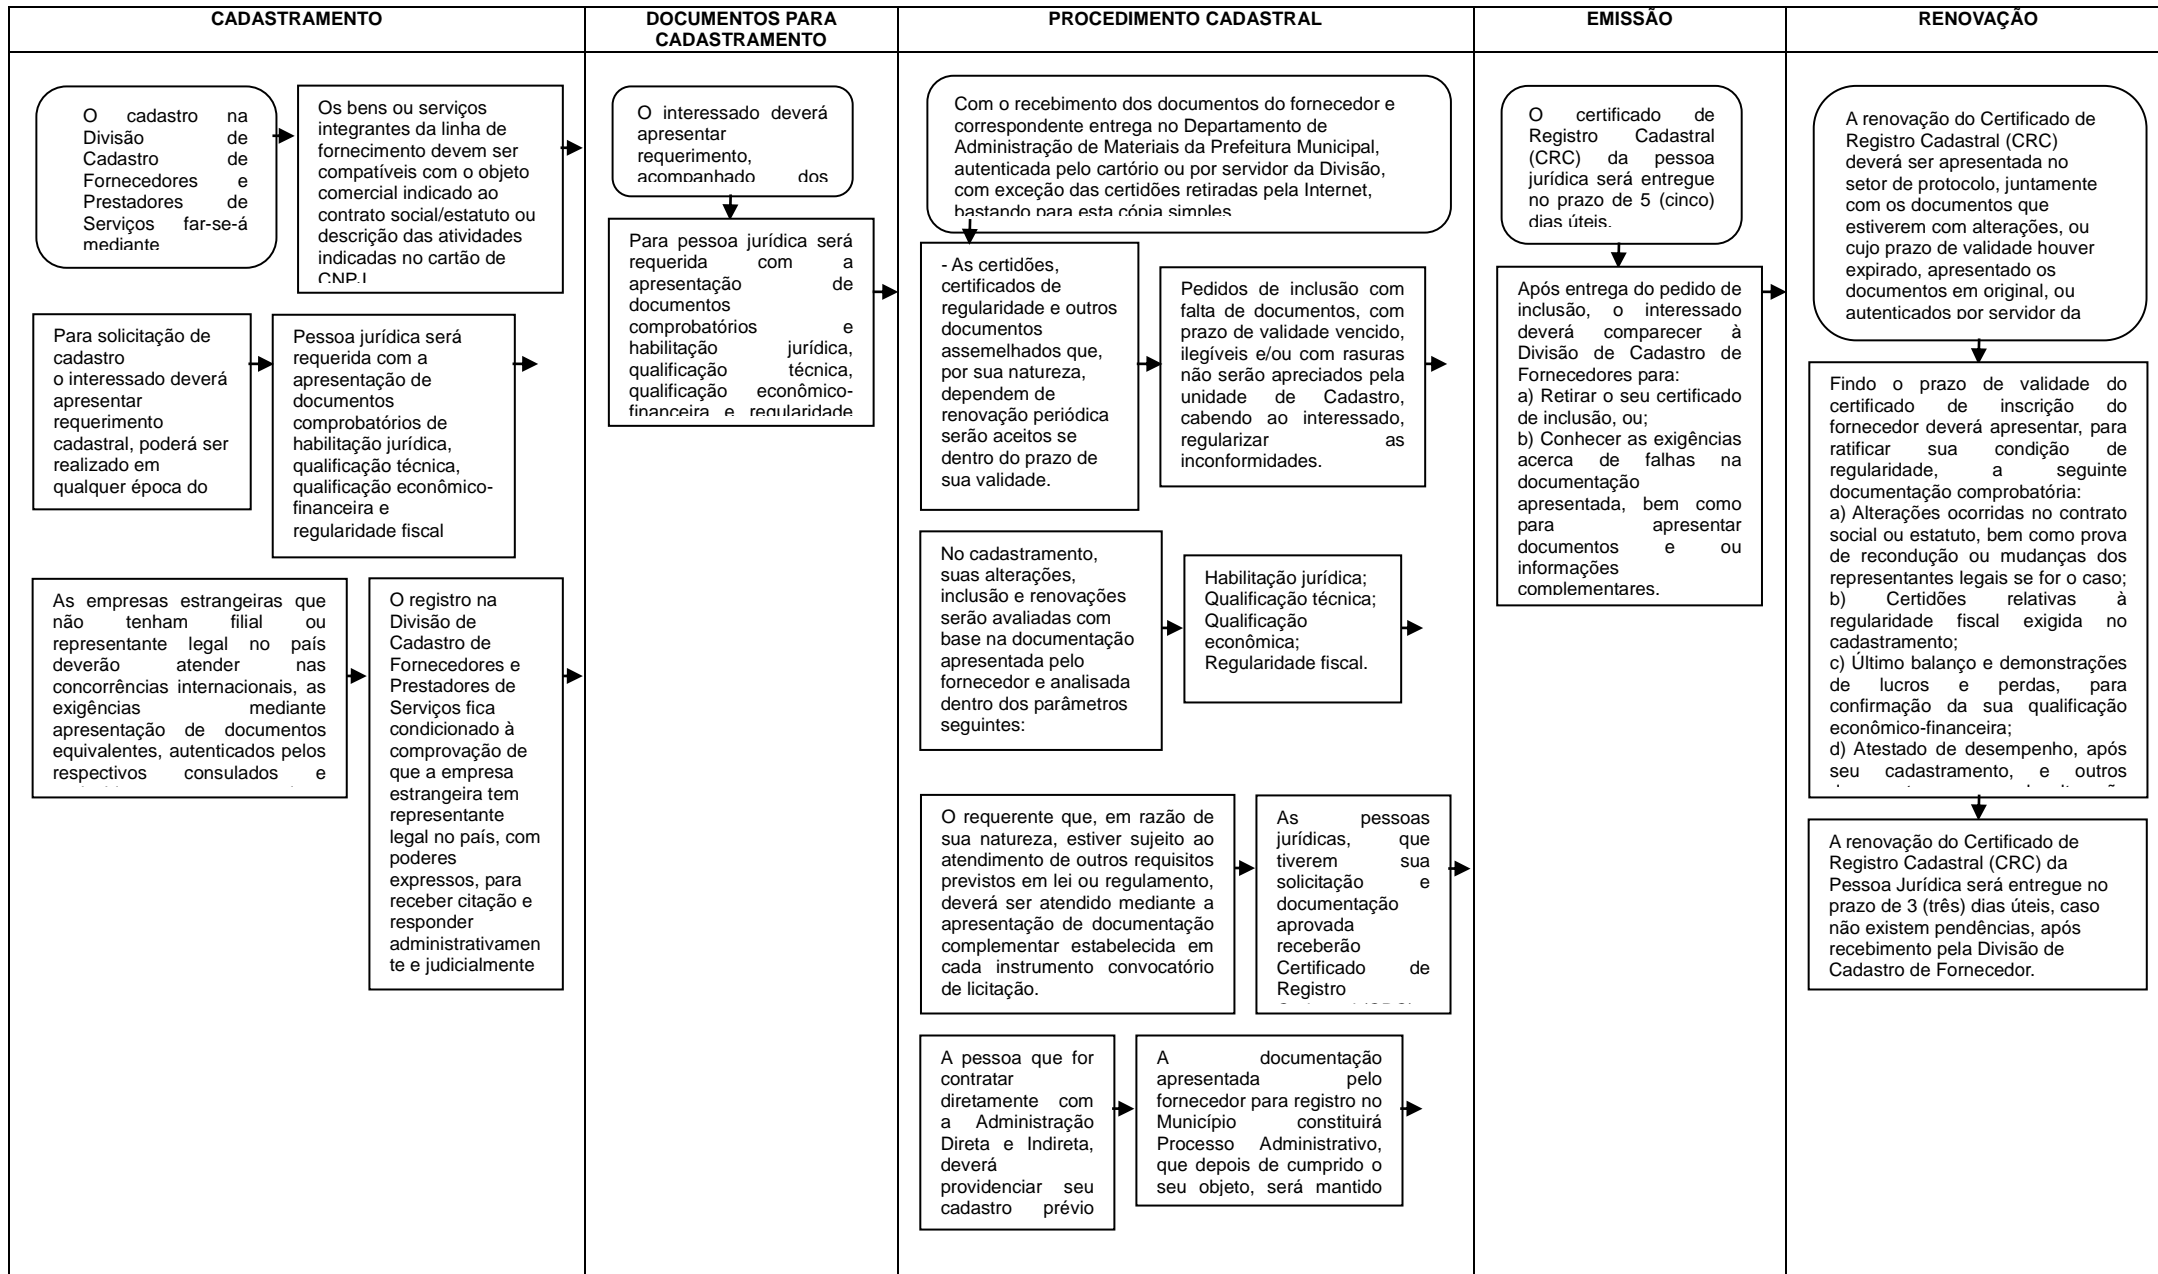 CADASTRAMENTO
DOCUMENTOS PARA
CADASTRAMENTO
PROCEDIMENTO CADASTRAL
EMISSÃO
RENOVAÇÃO
O cadastro na
Divisão de
Cadastro de
Fornecedores e
Prestadores de
Serviços far-se-á
mediante
Os bens ou serviços
integrantes da linha de
fornecimento devem ser
compatíveis com o objeto
comercial indicado ao
contrato social/estatuto ou
descrição das atividades
indicadas no cartão de
CNPJ
Para solicitação de
cadastro
o interessado deverá
apresentar
requerimento
cadastral, poderá ser
realizado em
qualquer época do
Pessoa jurídica será
requerida com a
apresentação de
documentos
comprobatórios de
habilitação jurídica,
qualificação técnica,
qualificação econômico-
financeira e
regularidade fiscal
As empresas estrangeiras que
não tenham filial ou
representante legal no país
deverão atender nas
concorrências internacionais, as
exigências mediante
apresentação de documentos
equivalentes, autenticados pelos
respectivos consulados e
O registro na
Divisão de
Cadastro de
Fornecedores e
Prestadores de
Serviços fica
condicionado à
comprovação de
que a empresa
estrangeira tem
representante
legal no país, com
poderes
expressos, para
receber citação e
responder
administrativamen
te e judicialmente
O interessado deverá
apresentar
requerimento,
acompanhado dos
Para pessoa jurídica será
requerida com a
apresentação de
documentos
comprobatórios e
habilitação jurídica,
qualificação técnica,
qualificação econômico-
financeira e regularidade
Com o recebimento dos documentos do fornecedor e
correspondente entrega no Departamento de
Administração de Materiais da Prefeitura Municipal,
autenticada pelo cartório ou por servidor da Divisão,
com exceção das certidões retiradas pela Internet,
bastando para esta cópia simples
- As certidões,
certificados de
regularidade e outros
documentos
assemelhados que,
por sua natureza,
dependem de
renovação periódica
serão aceitos se
dentro do prazo de
sua validade.
Pedidos de inclusão com
falta de documentos, com
prazo de validade vencido,
ilegíveis e/ou com rasuras
não serão apreciados pela
unidade de Cadastro,
cabendo ao interessado,
regularizar as
inconformidades.
No cadastramento,
suas alterações,
inclusão e renovações
serão avaliadas com
base na documentação
apresentada pelo
fornecedor e analisada
dentro dos parâmetros
seguintes:
Habilitação jurídica;
Qualificação técnica;
Qualificação
econômica;
Regularidade fiscal.
O requerente que, em razão de
sua natureza, estiver sujeito ao
atendimento de outros requisitos
previstos em lei ou regulamento,
deverá ser atendido mediante a
apresentação de documentação
complementar estabelecida em
cada instrumento convocatório
de licitação.
As pessoas
jurídicas, que
tiverem sua
solicitação e
documentação
aprovada
receberão
Certificado de
Registro
A pessoa que for
contratar
diretamente com
a Administração
Direta e Indireta,
deverá
providenciar seu
cadastro prévio
A documentação
apresentada pelo
fornecedor para registro no
Município constituirá
Processo Administrativo,
que depois de cumprido o
seu objeto, será mantido
O certificado de
Registro Cadastral
(CRC) da pessoa
jurídica será entregue
no prazo de 5 (cinco)
dias úteis.
Após entrega do pedido de
inclusão, o interessado
deverá comparecer à
Divisão de Cadastro de
Fornecedores para:
a) Retirar o seu certificado
de inclusão, ou;
b) Conhecer as exigências
acerca de falhas na
documentação
apresentada, bem como
para apresentar
documentos e ou
informações
complementares.
A renovação do Certificado de
Registro Cadastral (CRC)
deverá ser apresentada no
setor de protocolo, juntamente
com os documentos que
estiverem com alterações, ou
cujo prazo de validade houver
expirado, apresentado os
documentos em original, ou
autenticados por servidor da
Findo o prazo de validade do
certificado de inscrição do
fornecedor deverá apresentar, para
ratificar sua condição de
regularidade, a seguinte
documentação comprobatória:
a) Alterações ocorridas no contrato
social ou estatuto, bem como prova
de recondução ou mudanças dos
representantes legais se for o caso;
b) Certidões relativas à
regularidade fiscal exigida no
cadastramento;
c) Último balanço e demonstrações
de lucros e perdas, para
confirmação da sua qualificação
econômico-financeira;
d) Atestado de desempenho, após
seu cadastramento, e outros
A renovação do Certificado de
Registro Cadastral (CRC) da
Pessoa Jurídica será entregue no
prazo de 3 (três) dias úteis, caso
não existem pendências, após
recebimento pela Divisão de
Cadastro de Fornecedor.